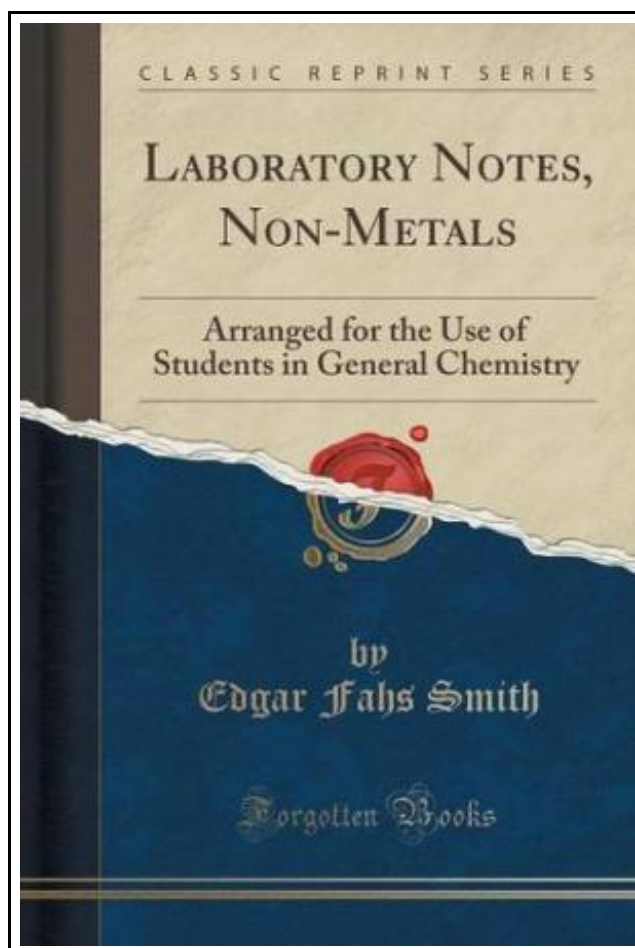 CLASSIC REPRINT SERIES
LABORATORY NOTES,
NON-METALS
Arranged for the Use of
Students in General Chemistry
F
by
Edgar Fahs Smith
Forgotten Books